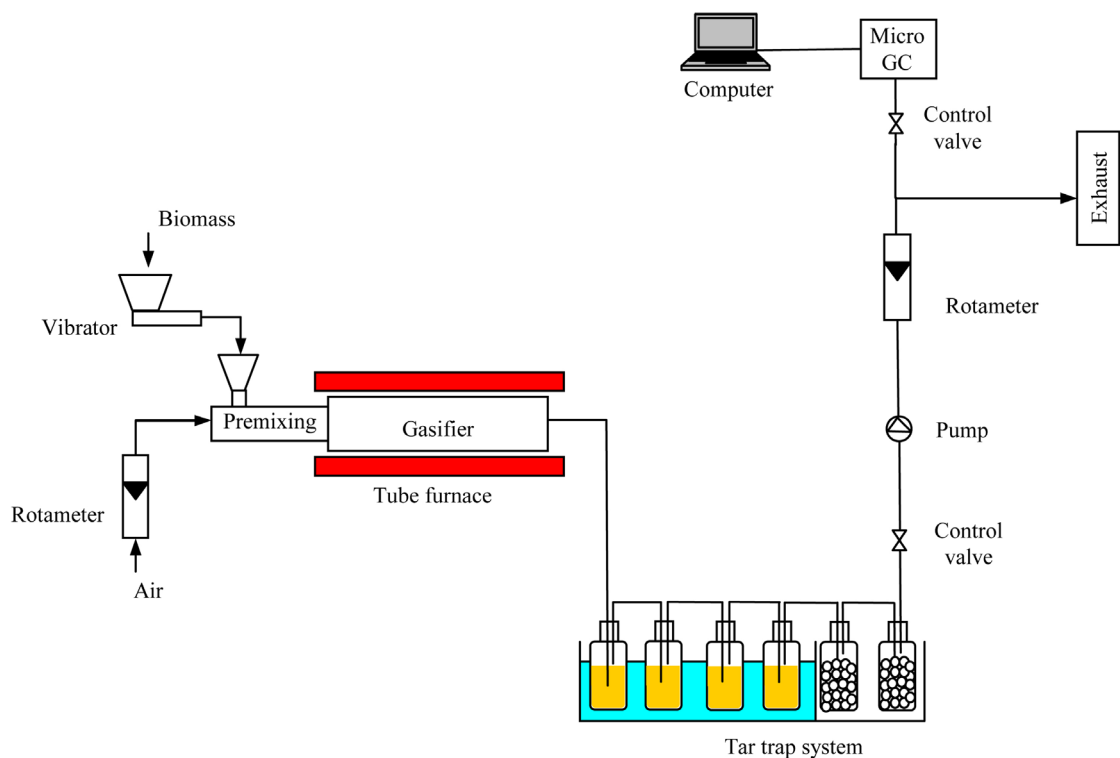 Micro
GC
Computer
Control
valve
Exhaust
Biomass
Vibrator
Rotameter
Premixing
Gasifier
Pump
Tube furnace
Rotameter
Control
valve
Air
Tar trap system